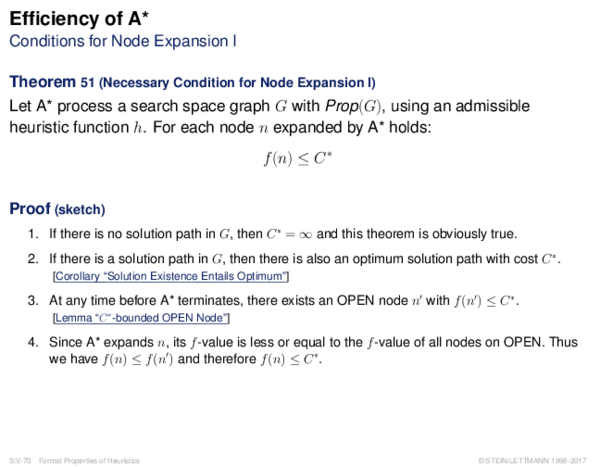 Efficiency of A*
Conditions for Node Expansion I
Theorem 51 (Necessary Condition for Node Expansion I)
Let A* process a search space graph G with Prop(G), using an admissible
heuristic function h. For each node n expanded by A* holds:
f(n) ≤ C*
Proof (sketch)
1. If there is no solution path in G, then C* = ∞ and this theorem is obviously true.
2. If there is a solution path in G, then there is also an optimum solution path with cost C*.
[Corollary “Solution Existence Entails Optimum”]
3. At any time before A* terminates, there exists an OPEN node n′ with f(n′) ≤ C*.
[Lemma “C*-bounded OPEN Node”]
4. Since A* expands n, its f-value is less or equal to the f-value of all nodes on OPEN. Thus
we have f(n) ≤ f(n′) and therefore f(n) ≤ C*.
S:V-70 Formal Properties of Heuristics ©STEIN/LETTMANN 1998-2017